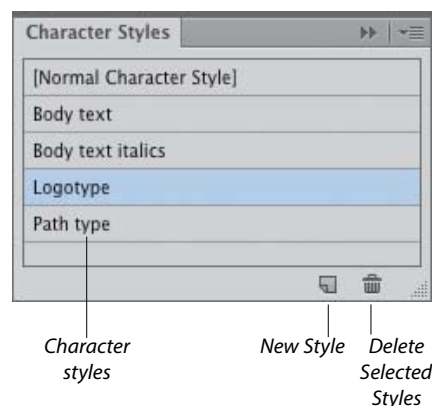 Character Styles
[Normal Character Style]
Body text
Body text italics
Logotype
Path type
Character
styles
New Style
Delete
Selected
Styles